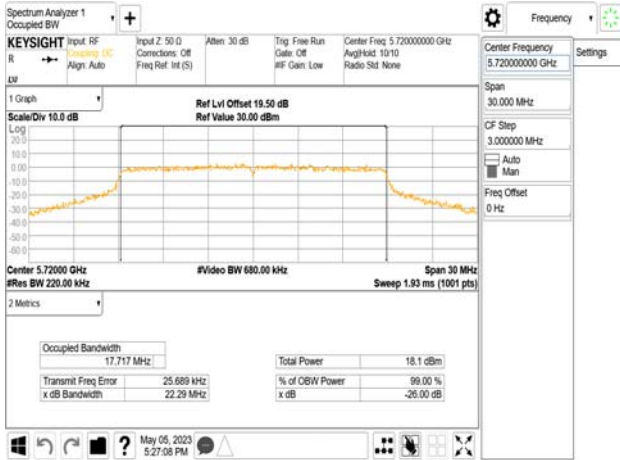 Spectrum Analyzer 1
Occupied BW
+
Frequency
KEYSIGHT
R
Input: RF
Coupling: DC
Align: Auto
Input Z: 50 Ω
Corrections: Off
Freq Ref: Int (S)
Atten: 30 dB
Trig: Free Run
Gate: Off
#IF Gain: Low
Center Freq: 5.720000000 GHz
Avg|Hold: 10/10
Radio Std: None
Center Frequency
5.720000000 GHz
Settings
Span
30.000 MHz
CF Step
3.000000 MHz
Auto
Man
Freq Offset
0 Hz
1 Graph
Scale/Div 10.0 dB
Ref Lvl Offset 19.50 dB
Ref Value 30.00 dBm
Log
20.0
10.0
0.00
-10.0
-20.0
-30.0
-40.0
-50.0
-60.0
Center 5.72000 GHz
#Res BW 220.00 kHz
#Video BW 680.00 kHz
Span 30 MHz
Sweep 1.93 ms (1001 pts)
2 Metrics
Occupied Bandwidth
17.717 MHz
Transmit Freq Error 25.689 kHz
x dB Bandwidth 22.29 MHz
Total Power 18.1 dBm
% of OBW Power 99.00 %
x dB -26.00 dB
?
May 05, 2023
5:27:08 PM